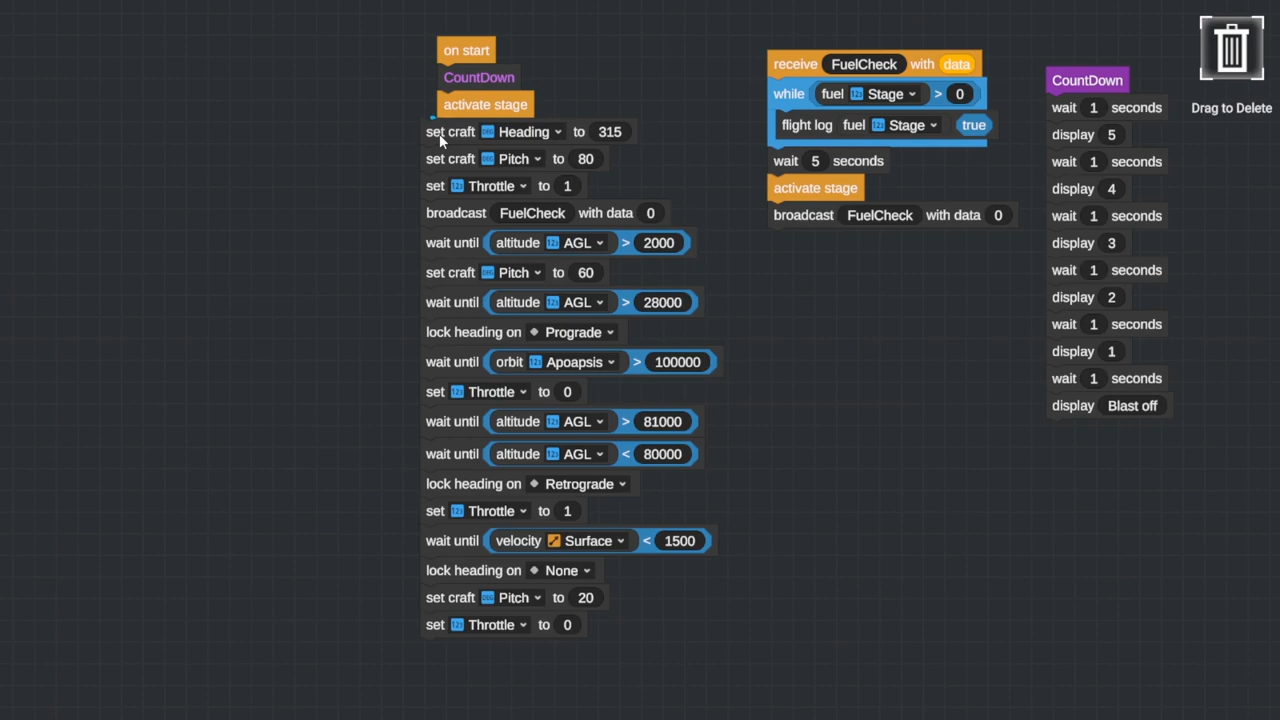 on start
CountDown
activate stage
set craft Heading to 315
set craft Pitch to 80
set Throttle to 1
broadcast FuelCheck with data 0
wait until altitude AGL > 2000
set craft Pitch to 60
wait until altitude AGL > 28000
lock heading on Prograde
wait until orbit Apoapsis > 100000
set Throttle to 0
wait until altitude AGL > 81000
wait until altitude AGL < 80000
lock heading on Retrograde
set Throttle to 1
wait until velocity Surface < 1500
lock heading on None
set craft Pitch to 20
set Throttle to 0
receive FuelCheck with data
while fuel Stage > 0
flight log fuel Stage true
wait 5 seconds
activate stage
broadcast FuelCheck with data 0
CountDown
wait 1 seconds
display 5
wait 1 seconds
display 4
wait 1 seconds
display 3
wait 1 seconds
display 2
wait 1 seconds
display 1
wait 1 seconds
display Blast off
Drag to Delete